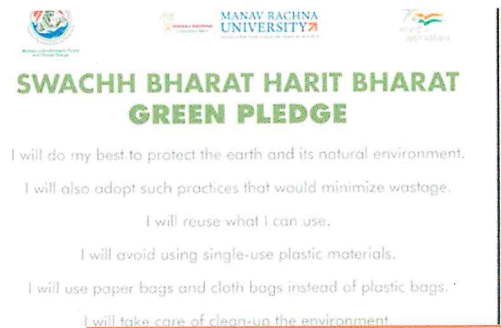 MANAV RACHNA
UNIVERSITY
SWACHH BHARAT HARIT BHARAT
GREEN PLEDGE
I will do my best to protect the earth and its natural environment.
I will also adopt such practices that would minimize wastage.
I will reuse what I can use.
I will avoid using single-use plastic materials.
I will use paper bags and cloth bags instead of plastic bags.
I will take care of clean-up the environment